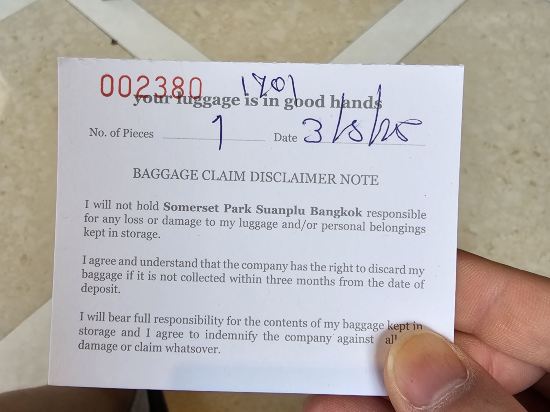 002380 1801
your luggage is in good hands
No. of Pieces 1 Date 3/8/25
BAGGAGE CLAIM DISCLAIMER NOTE
I will not hold Somerset Park Suanplu Bangkok responsible
for any loss or damage to my luggage and/or personal belongings
kept in storage.
I agree and understand that the company has the right to discard my
baggage if it is not collected within three months from the date of
deposit.
I will bear full responsibility for the contents of my baggage kept in
storage and I agree to indemnify the company against all
damage or claim whatsover.